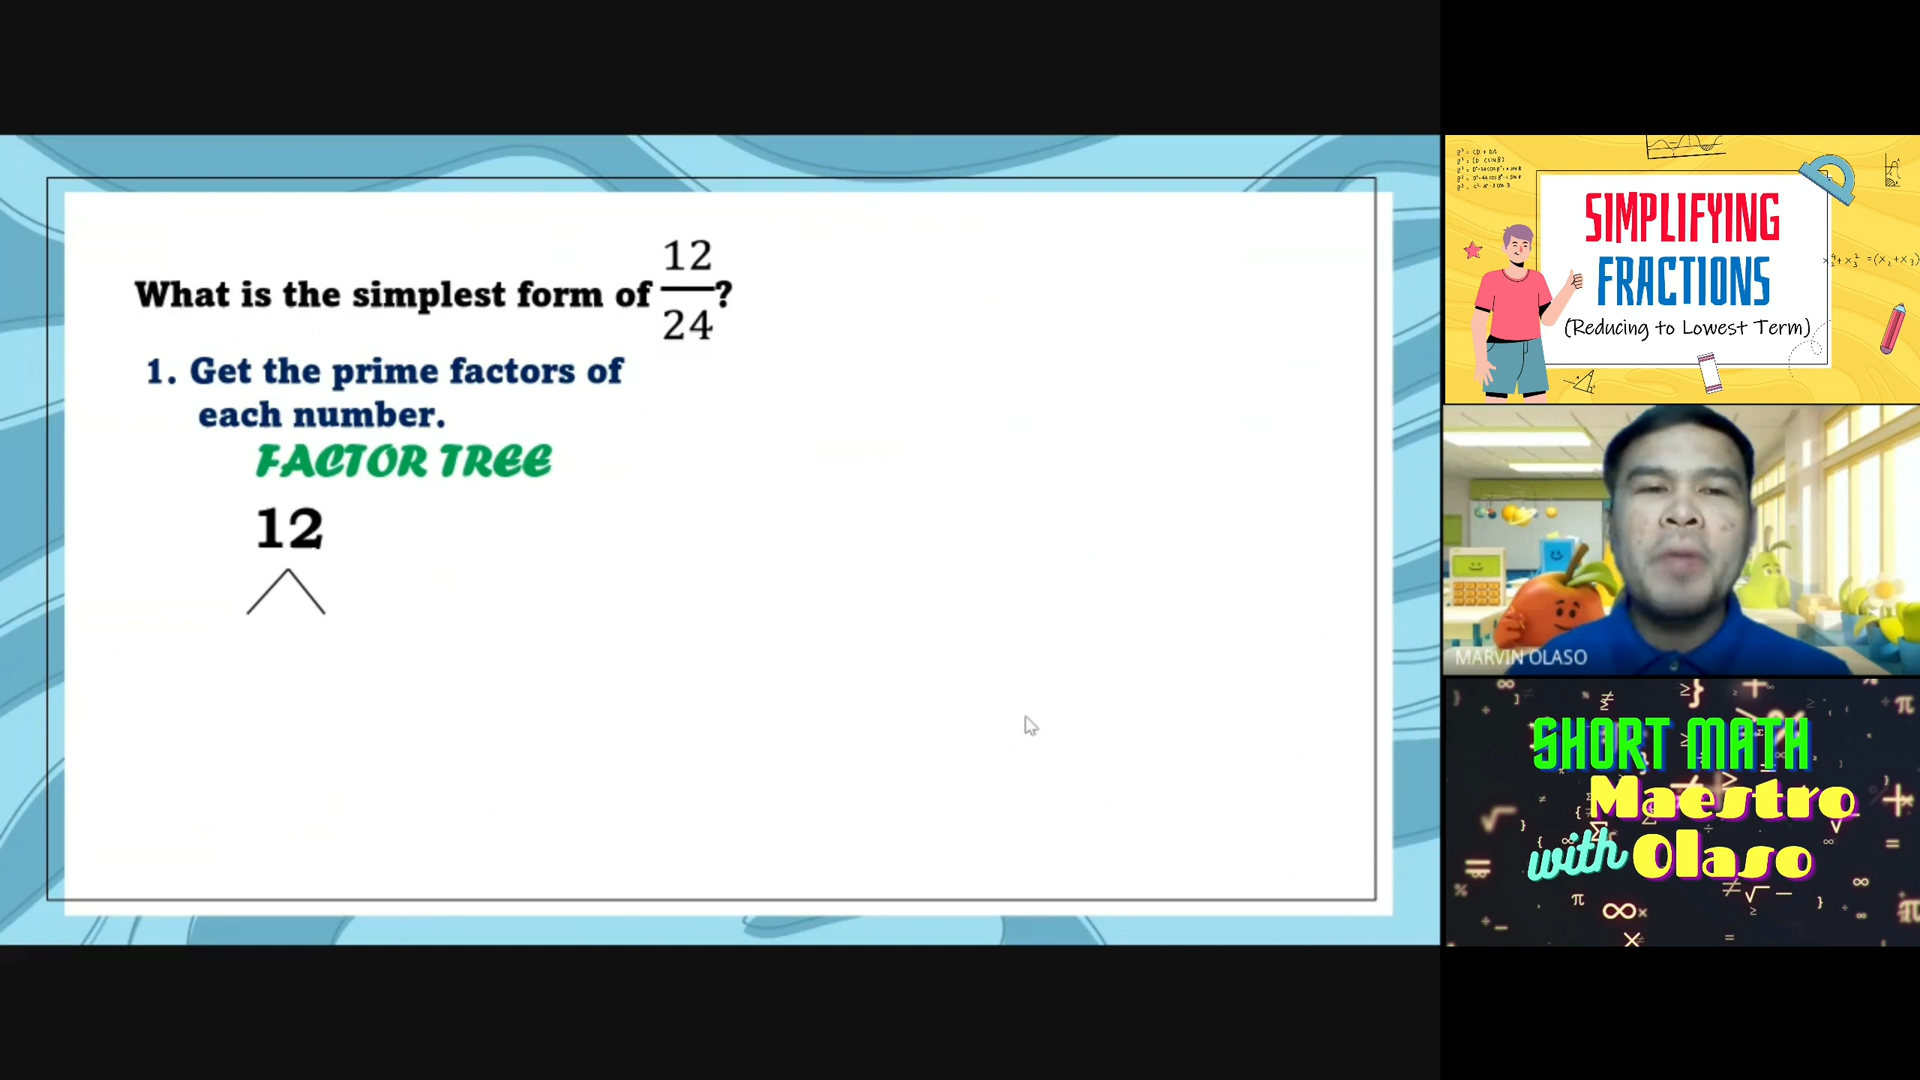 What is the simplest form of 12/24?
1. Get the prime factors of
each number.
FACTOR TREE
12
SIMPLIFYING
FRACTIONS
(Reducing to Lowest Term)
MARVIN OLASO
SHORT MATH
Maestro
with Olaso